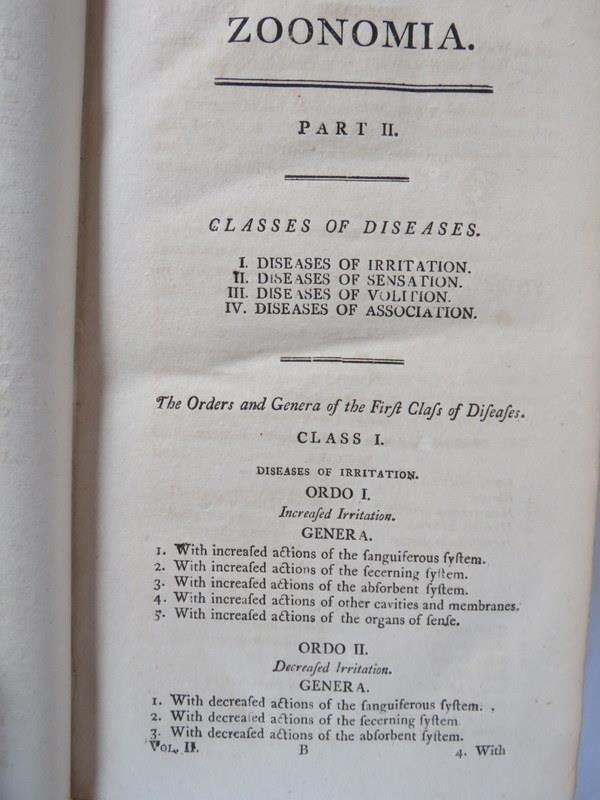 ZOONOMIA.
PART II.
CLASSES OF DISEASES.
I. DISEASES OF IRRITATION.
II. DISEASES OF SENSATION.
III. DISEASES OF VOLITION.
IV. DISEASES OF ASSOCIATION.
The Orders and Genera of the Firſt Claſs of Diſeaſes.
CLASS I.
DISEASES OF IRRITATION.
ORDO I.
Increaſed Irritation.
GENERA.
1. With increaſed actions of the ſanguiferous ſyſtem.
2. With increaſed actions of the ſecerning ſyſtem.
3. With increaſed actions of the abſorbent ſyſtem.
4. With increaſed actions of other cavities and membranes.
5. With increaſed actions of the organs of ſenſe.
ORDO II.
Decreaſed Irritation.
GENERA.
1. With decreaſed actions of the ſanguiferous ſyſtem.
2. With decreaſed actions of the ſecerning ſyſtem
3. With decreaſed actions of the abſorbent ſyſtem.
VOL. II. B 4. With